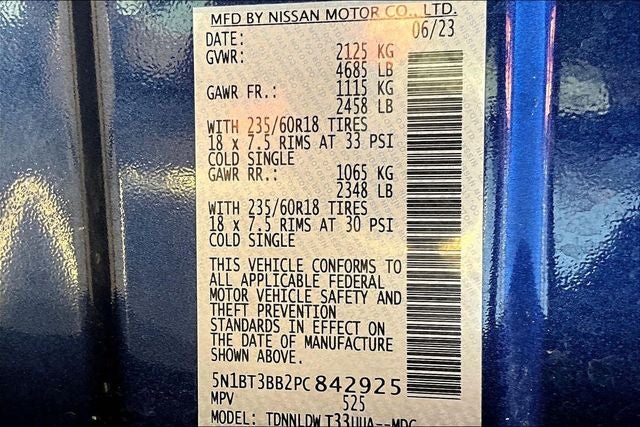 MFD BY NISSAN MOTOR CO., LTD.
DATE: 06/23
GVWR: 2125 KG
4685 LB
GAWR FR.: 1115 KG
2458 LB
WITH 235/60R18 TIRES
18 x 7.5 RIMS AT 33 PSI
COLD SINGLE
GAWR RR.: 1065 KG
2348 LB
WITH 235/60R18 TIRES
18 x 7.5 RIMS AT 30 PSI
COLD SINGLE
THIS VEHICLE CONFORMS TO
ALL APPLICABLE FEDERAL
MOTOR VEHICLE SAFETY AND
THEFT PREVENTION
STANDARDS IN EFFECT ON
THE DATE OF MANUFACTURE
SHOWN ABOVE.
5N1BT3BB2PC842925
MPV 525
MODEL: TDNNLDW T33UUA--MDC